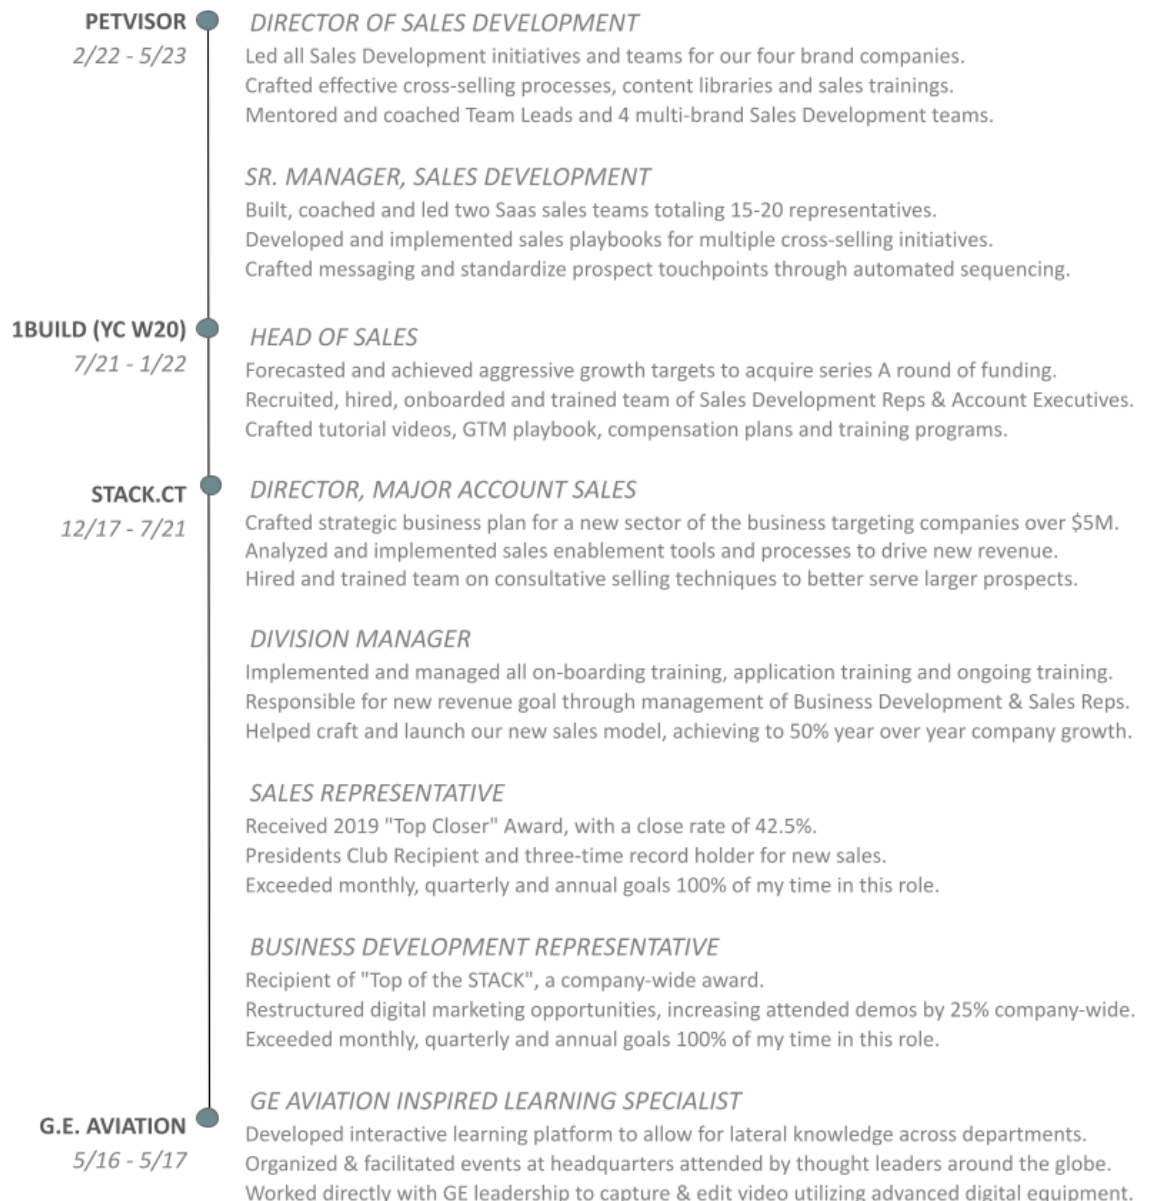 PETVISOR
2/22 - 5/23
DIRECTOR OF SALES DEVELOPMENT
Led all Sales Development initiatives and teams for our four brand companies.
Crafted effective cross-selling processes, content libraries and sales trainings.
Mentored and coached Team Leads and 4 multi-brand Sales Development teams.
SR. MANAGER, SALES DEVELOPMENT
Built, coached and led two Saas sales teams totaling 15-20 representatives.
Developed and implemented sales playbooks for multiple cross-selling initiatives.
Crafted messaging and standardize prospect touchpoints through automated sequencing.
1BUILD (YC W20)
7/21 - 1/22
HEAD OF SALES
Forecasted and achieved aggressive growth targets to acquire series A round of funding.
Recruited, hired, onboarded and trained team of Sales Development Reps & Account Executives.
Crafted tutorial videos, GTM playbook, compensation plans and training programs.
STACK.CT
12/17 - 7/21
DIRECTOR, MAJOR ACCOUNT SALES
Crafted strategic business plan for a new sector of the business targeting companies over $5M.
Analyzed and implemented sales enablement tools and processes to drive new revenue.
Hired and trained team on consultative selling techniques to better serve larger prospects.
DIVISION MANAGER
Implemented and managed all on-boarding training, application training and ongoing training.
Responsible for new revenue goal through management of Business Development & Sales Reps.
Helped craft and launch our new sales model, achieving to 50% year over year company growth.
SALES REPRESENTATIVE
Received 2019 "Top Closer" Award, with a close rate of 42.5%.
Presidents Club Recipient and three-time record holder for new sales.
Exceeded monthly, quarterly and annual goals 100% of my time in this role.
BUSINESS DEVELOPMENT REPRESENTATIVE
Recipient of "Top of the STACK", a company-wide award.
Restructured digital marketing opportunities, increasing attended demos by 25% company-wide.
Exceeded monthly, quarterly and annual goals 100% of my time in this role.
G.E. AVIATION
5/16 - 5/17
GE AVIATION INSPIRED LEARNING SPECIALIST
Developed interactive learning platform to allow for lateral knowledge across departments.
Organized & facilitated events at headquarters attended by thought leaders around the globe.
Worked directly with GE leadership to capture & edit video utilizing advanced digital equipment.